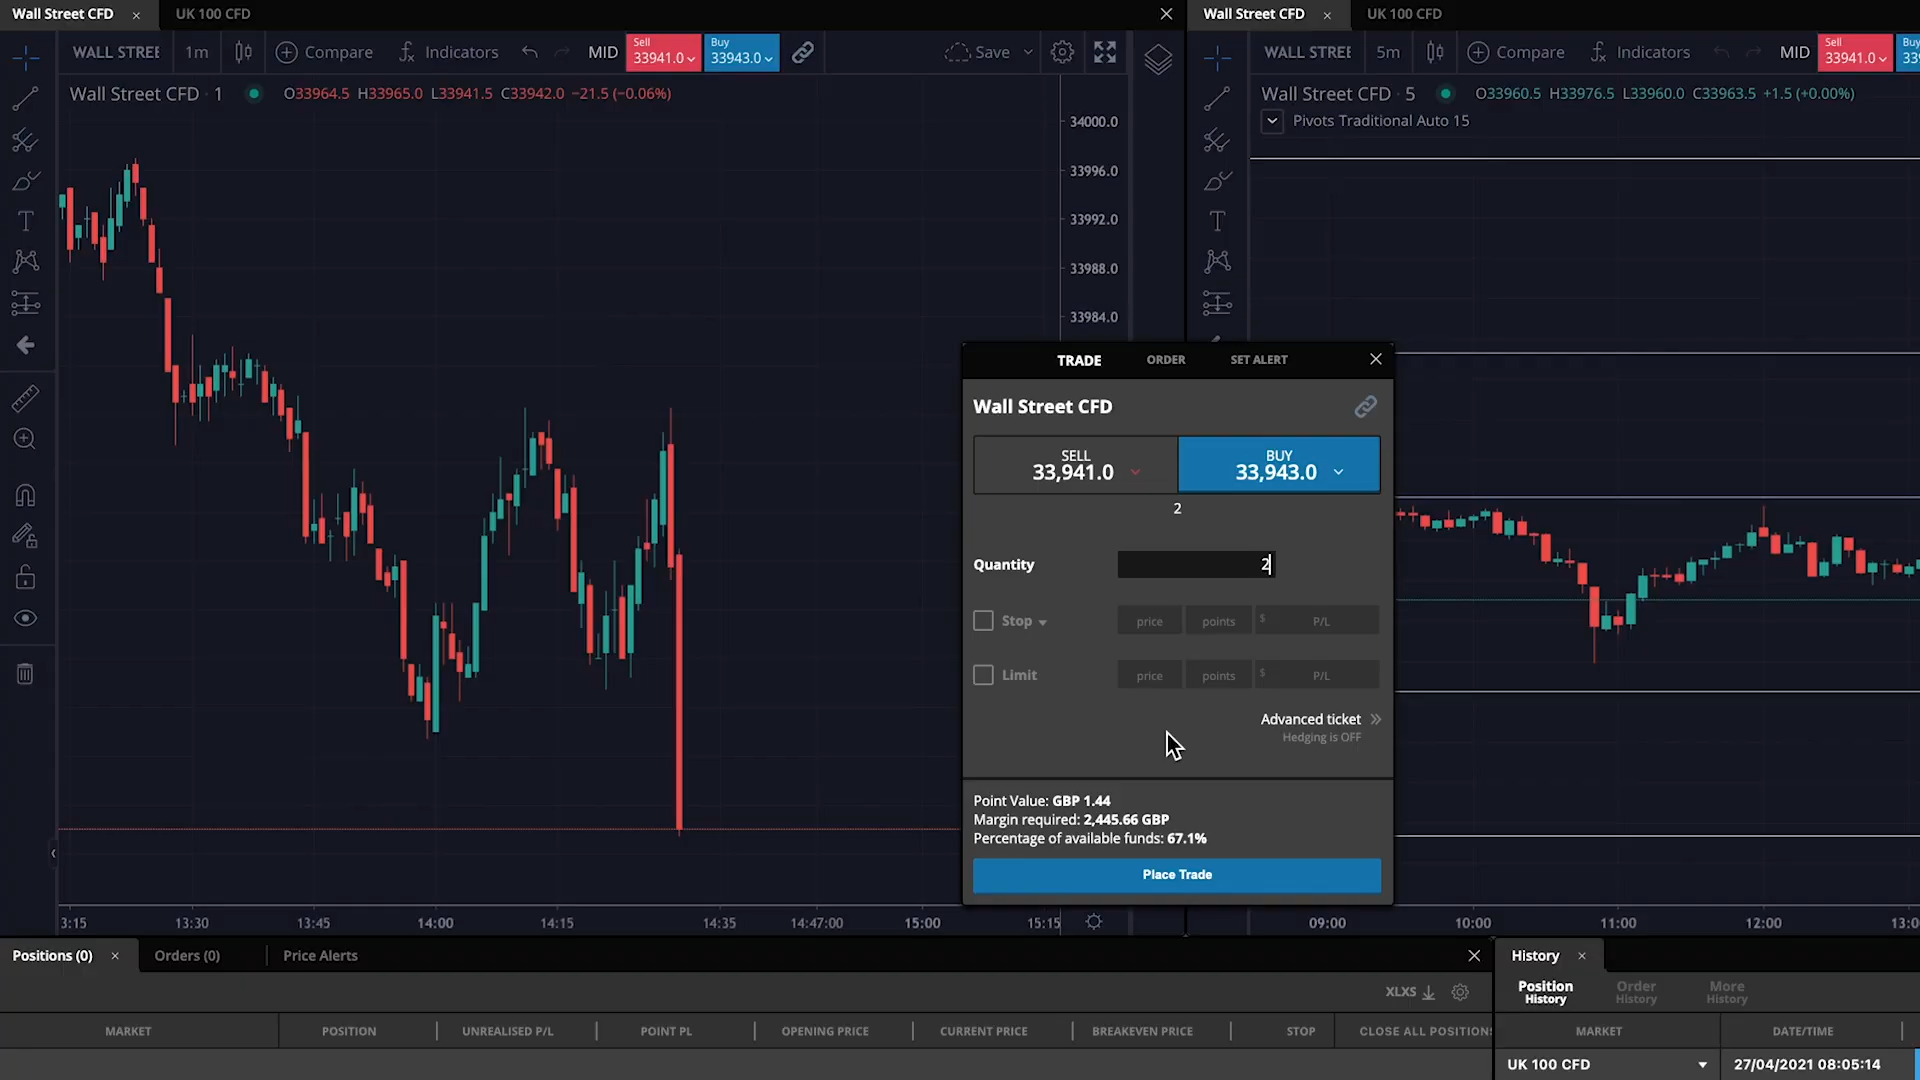 Wall Street CFD × UK 100 CFD
WALL STREE 1m Compare Indicators MID Sell 33941.0 Buy 33943.0 Save
Wall Street CFD · 1 O33964.5 H33965.0 L33941.5 C33942.0 −21.5 (−0.06%)
34000.0
33996.0
33992.0
33988.0
33984.0
3:15 13:30 13:45 14:00 14:15 14:35 14:47:00 15:00 15:15
Wall Street CFD × UK 100 CFD
WALL STREE 5m Compare Indicators MID Sell 33941.0 Buy 339
Wall Street CFD · 5 O33960.5 H33976.5 L33960.0 C33963.5 +1.5 (+0.00%)
Pivots Traditional Auto 15
09:00 10:00 11:00 12:00 13:0
TRADE ORDER SET ALERT
Wall Street CFD
SELL BUY
33,941.0 33,943.0
2
Quantity 2
Stop price points $ P/L
Limit price points $ P/L
Advanced ticket »
Hedging is OFF
Point Value: GBP 1.44
Margin required: 2,445.66 GBP
Percentage of available funds: 67.1%
Place Trade
Positions (0) × Orders (0) Price Alerts
XLXS
MARKET POSITION UNREALISED P/L POINT PL OPENING PRICE CURRENT PRICE BREAKEVEN PRICE STOP CLOSE ALL POSITIONS
History ×
Position History Order History More History
MARKET DATE/TIME
UK 100 CFD 27/04/2021 08:05:14